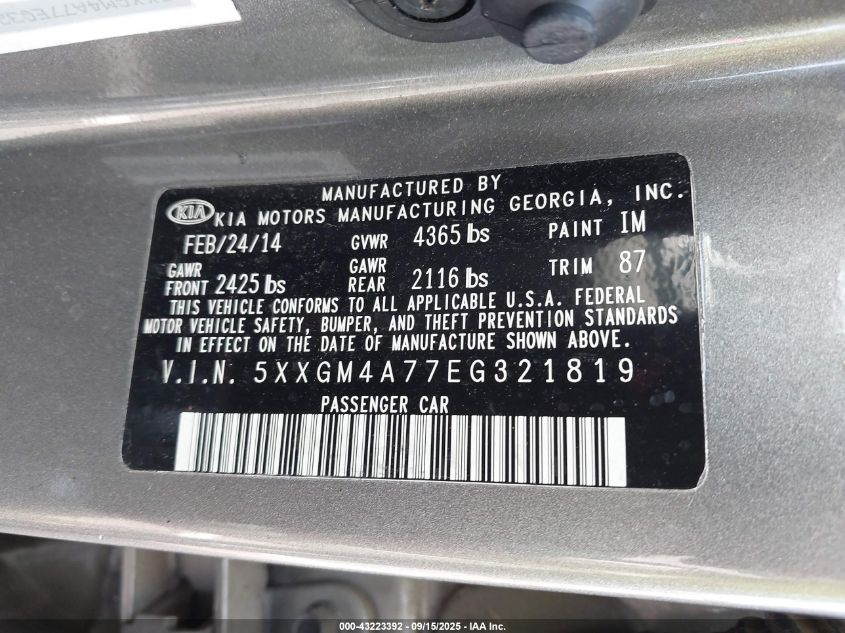 MANUFACTURED BY
KIA KIA MOTORS MANUFACTURING GEORGIA, INC.
FEB/24/14 GVWR 4365 lbs PAINT IM
GAWR FRONT 2425 lbs GAWR REAR 2116 lbs TRIM 87
THIS VEHICLE CONFORMS TO ALL APPLICABLE U.S.A. FEDERAL
MOTOR VEHICLE SAFETY, BUMPER, AND THEFT PREVENTION STANDARDS
IN EFFECT ON THE DATE OF MANUFACTURE SHOWN ABOVE.
V.I.N. 5XXGM4A77EG321819
PASSENGER CAR
000-43223392 - 09/15/2025 - IAA Inc.